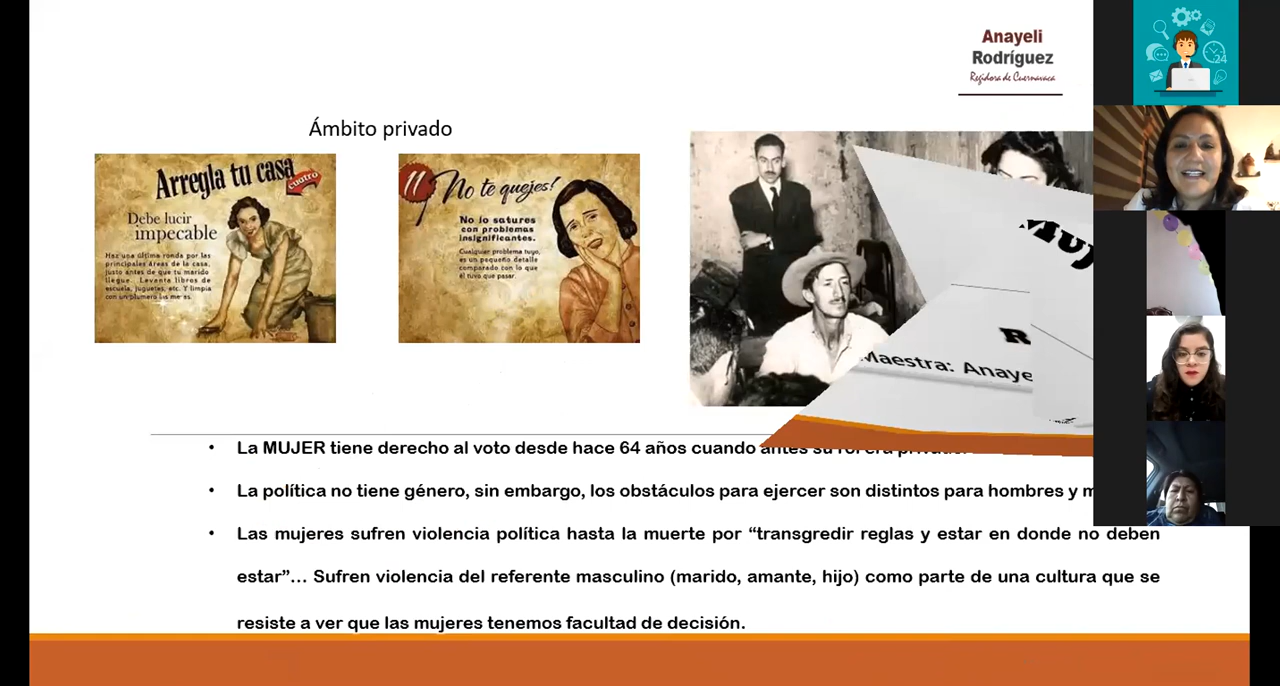 Anayeli
Rodríguez
Regidora de Cuernavaca
Ámbito privado
Arregla tu casa
cuatro
Debe lucir
impecable
Haz una última ronda por las
principales áreas de la casa,
justo antes de que tu marido
llegue. Levanta libros de
escuela, juguetes, etc. Y limpia
con un plumero las mesas.
11
No te quejes!
No lo satures
con problemas
insignificantes.
Cualquier problema tuyo,
es un pequeño detalle
comparado con lo que
él tuvo que pasar.
Muj
R
Maestra: Anaye
24
• La MUJER tiene derecho al voto desde hace 64 años cuando antes su rol era privado.
• La política no tiene género, sin embargo, los obstáculos para ejercer son distintos para hombres y m
• Las mujeres sufren violencia política hasta la muerte por “transgredir reglas y estar en donde no deben
estar”… Sufren violencia del referente masculino (marido, amante, hijo) como parte de una cultura que se
resiste a ver que las mujeres tenemos facultad de decisión.